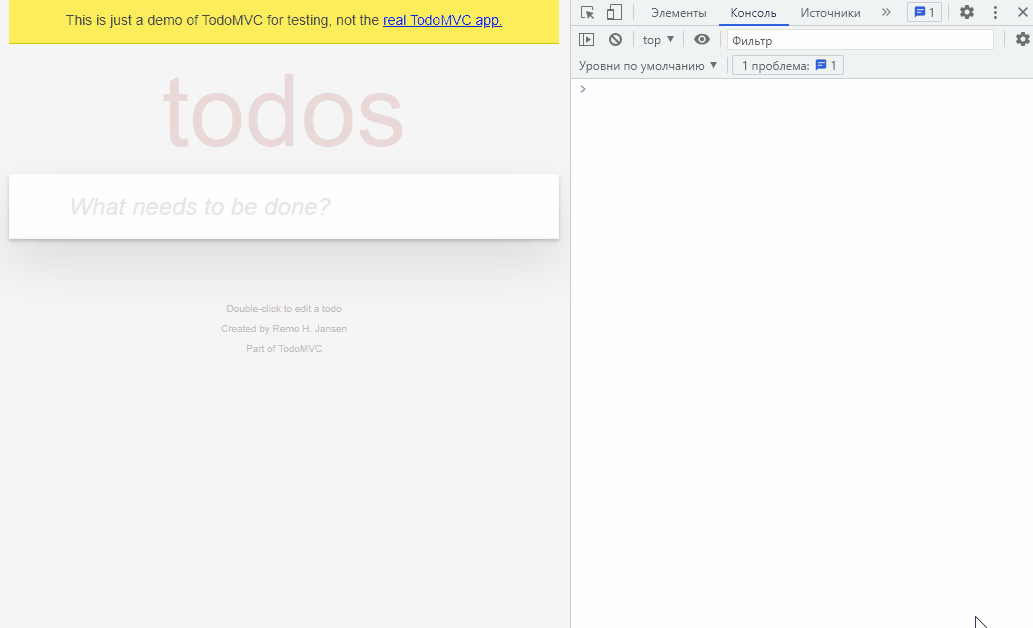 This is just a demo of TodoMVC for testing, not the real TodoMVC app.
todos
What needs to be done?
Double-click to edit a todo
Created by Remo H. Jansen
Part of TodoMVC
Элементы Консоль Источники » 1
top ▼ Фильтр
Уровни по умолчанию ▼ 1 проблема: 1
>